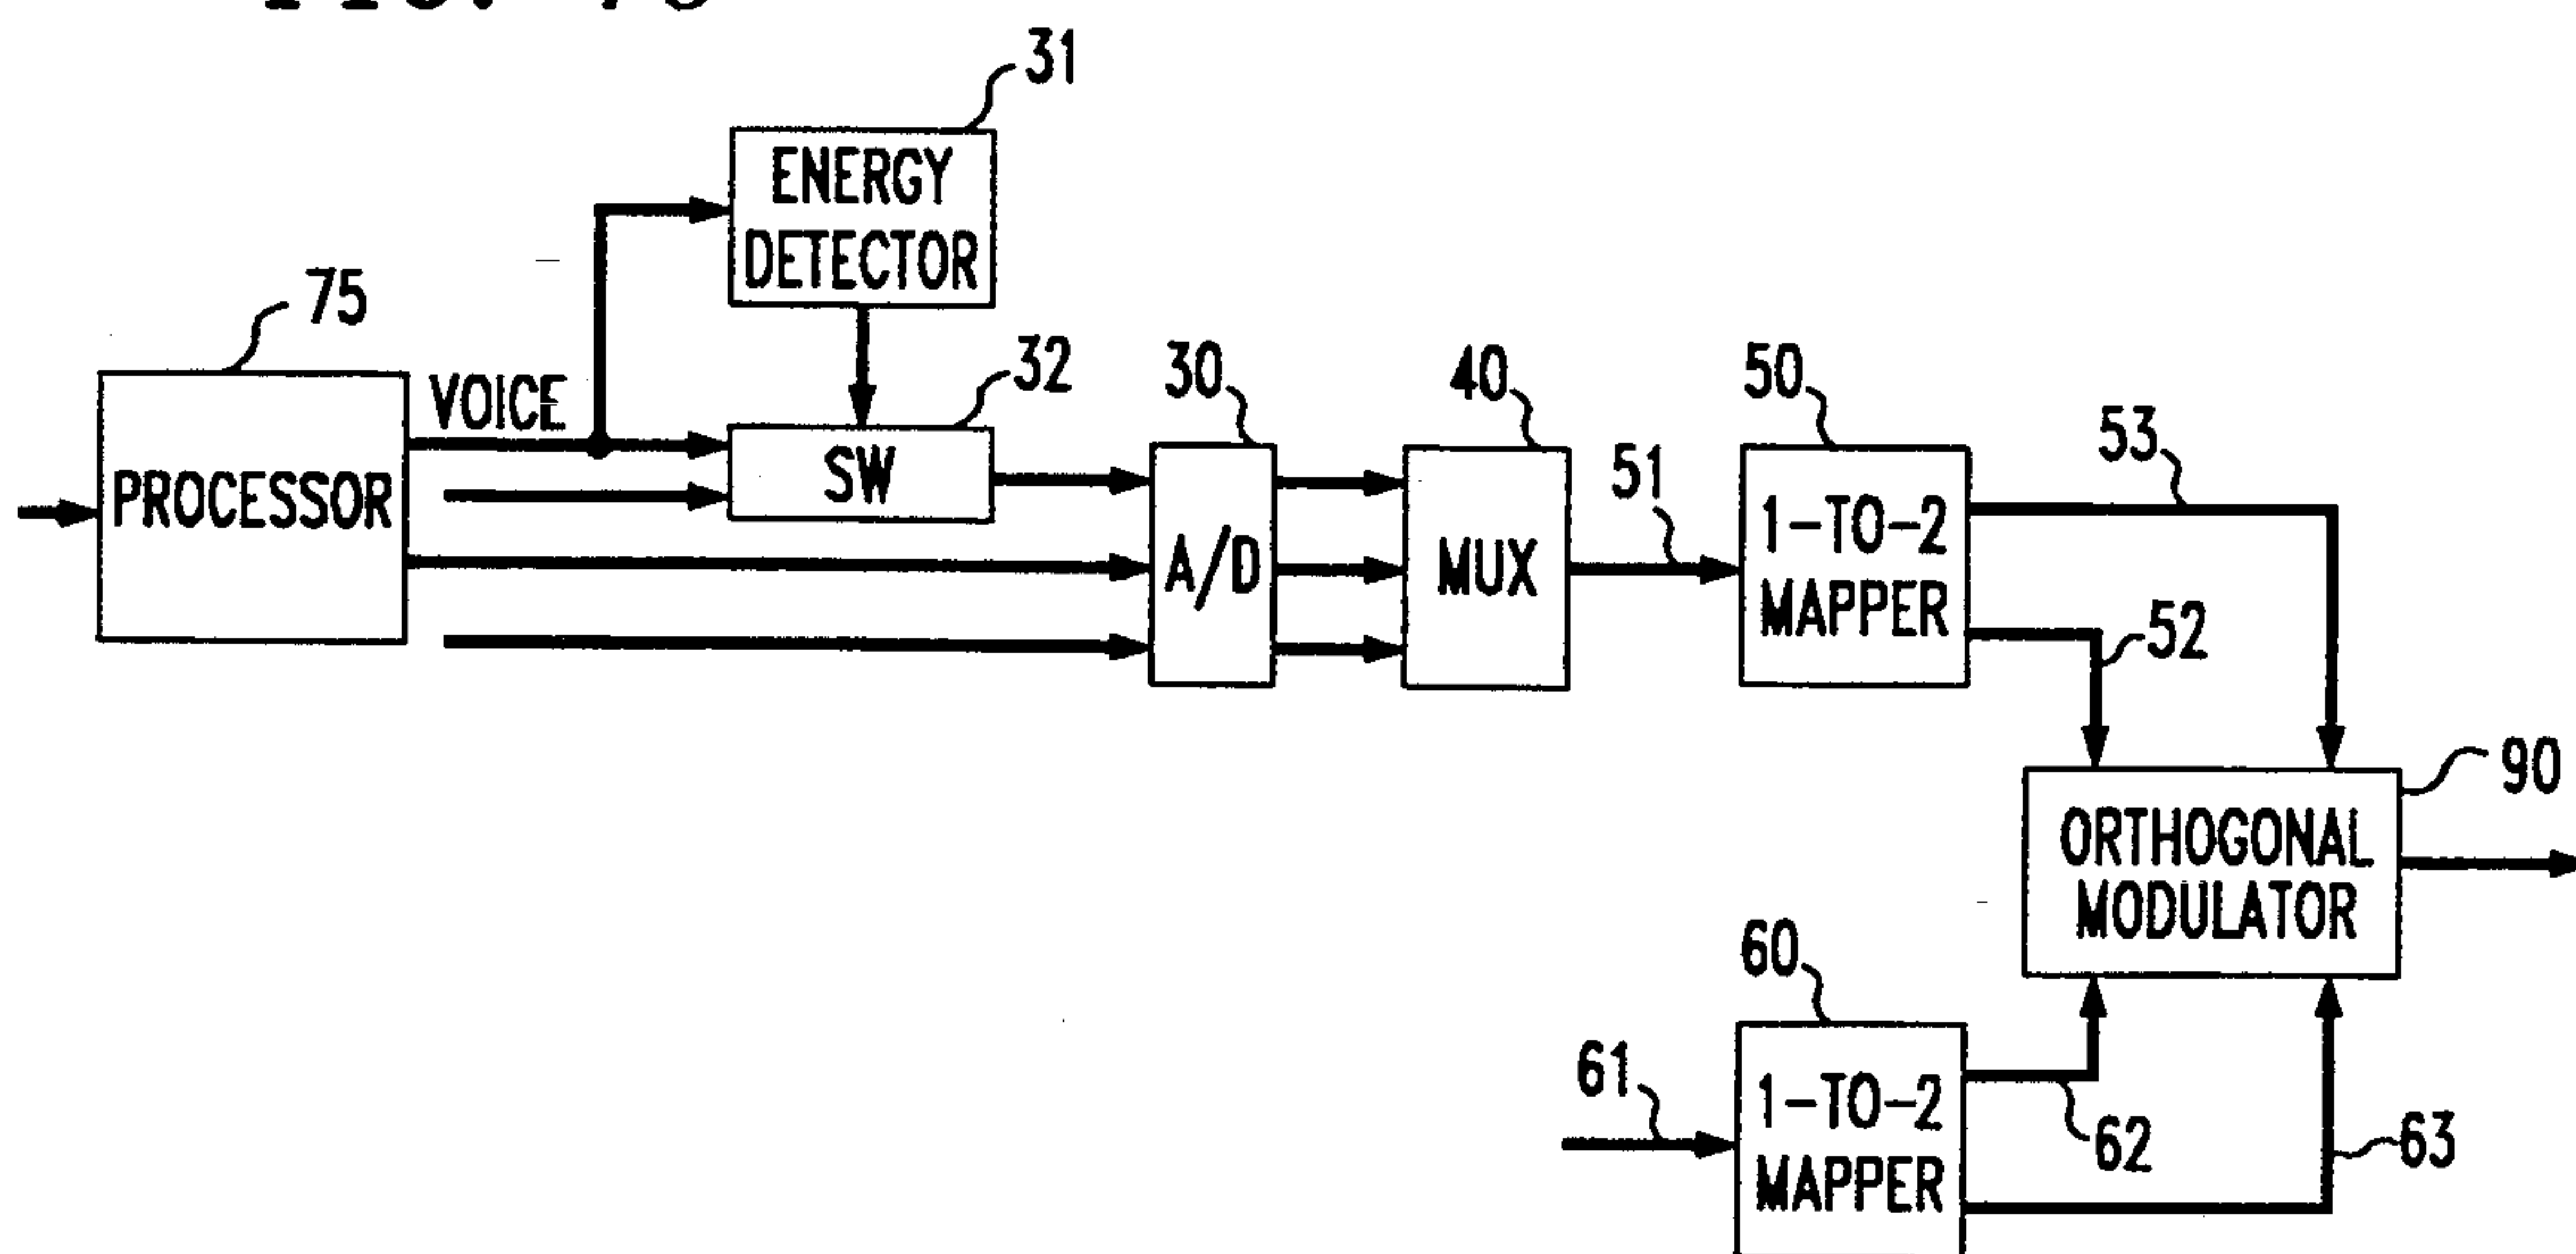 31
ENERGY
DETECTOR
75
VOICE
32
30
40
50
53
PROCESSOR
SW
A/D
MUX
51
1-TO-2
MAPPER
52
90
ORTHOGONAL
MODULATOR
60
61
1-TO-2
MAPPER
62
63